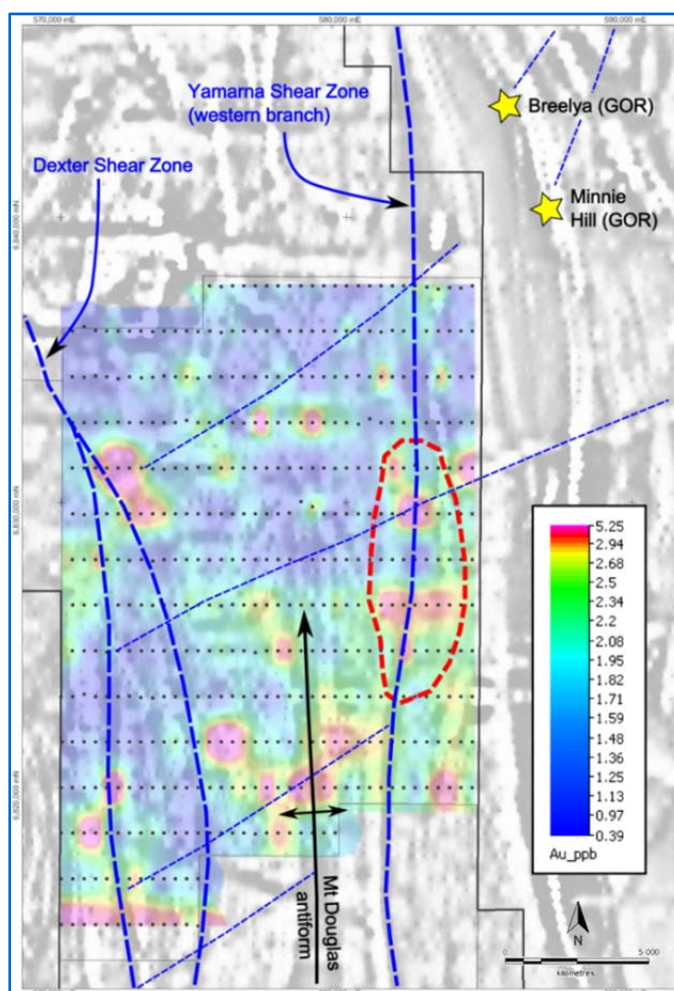 570,000 mE
580,000 mE
590,000 mE
Yamarna Shear Zone
(western branch)
Dexter Shear Zone
Breelya (GOR)
Minnie
Hill (GOR)
6,840,000 mN
6,830,000 mN
6,820,000 mN
5.25
2.94
2.68
2.54
2.34
2.2
2.08
1.95
1.82
1.71
1.59
1.48
1.37
1.25
1.13
0.97
0.39
Au_ppb
Mt Douglas
antiform
N
0
5 000
kilometres